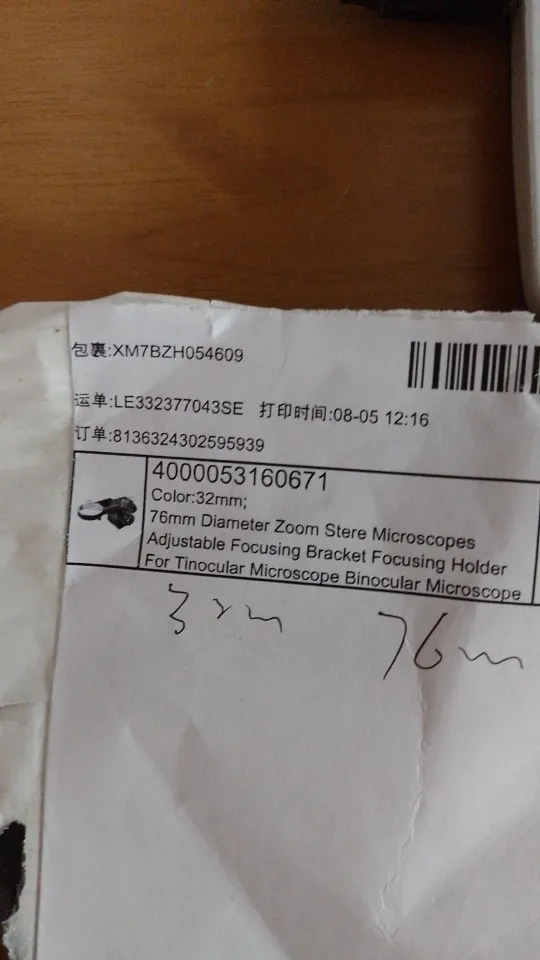 包裹:XM7BZH054609
运单:LE332377043SE 打印时间:08-05 12:16
订单:8136324302595939
4000053160671
Color:32mm;
76mm Diameter Zoom Stere Microscopes
Adjustable Focusing Bracket Focusing Holder
For Tinocular Microscope Binocular Microscope
32m 76m